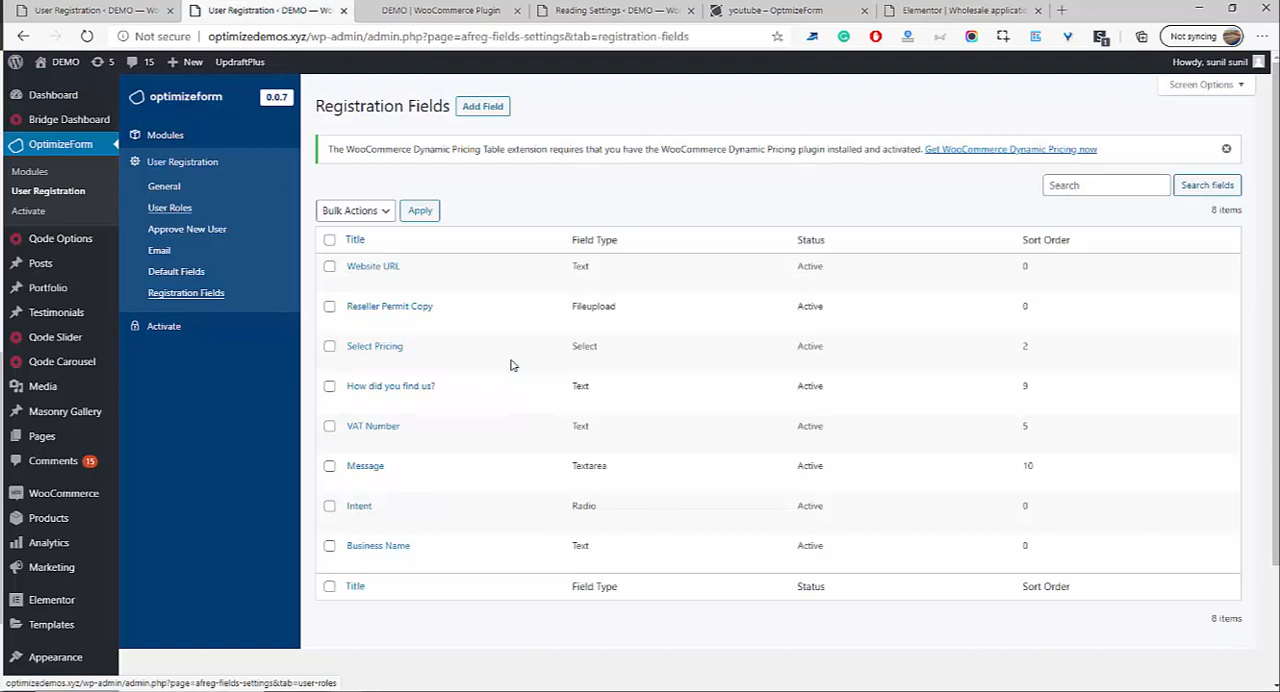 User Registration ‹ DEMO — Wo
User Registration ‹ DEMO — Wo
DEMO | WooCommerce Plugin
Reading Settings ‹ DEMO — WooC
youtube – OptmizeForm
Elementor | Wholesale applicatio
Not secure | optimizedemos.xyz/wp-admin/admin.php?page=afreg-fields-settings&tab=registration-fields
Not syncing
DEMO 5 15 New UpdraftPlus
Howdy, sunil sunil
Dashboard
Bridge Dashboard
OptimizeForm
Modules
User Registration
Activate
Qode Options
Posts
Portfolio
Testimonials
Qode Slider
Qode Carousel
Media
Masonry Gallery
Pages
Comments 15
WooCommerce
Products
Analytics
Marketing
Elementor
Templates
Appearance
optimizeform 0.0.7
Modules
User Registration
General
User Roles
Approve New User
Email
Default Fields
Registration Fields
Activate
Screen Options
Registration Fields Add Field
The WooCommerce Dynamic Pricing Table extension requires that you have the WooCommerce Dynamic Pricing plugin installed and activated. Get WooCommerce Dynamic Pricing now
Search Search fields
Bulk Actions Apply
8 items
Title Field Type Status Sort Order
Website URL Text Active 0
Reseller Permit Copy Fileupload Active 0
Select Pricing Select Active 2
How did you find us? Text Active 9
VAT Number Text Active 5
Message Textarea Active 10
Intent Radio Active 0
Business Name Text Active 0
Title Field Type Status Sort Order
8 items
optimizedemos.xyz/wp-admin/admin.php?page=afreg-fields-settings&tab=user-roles